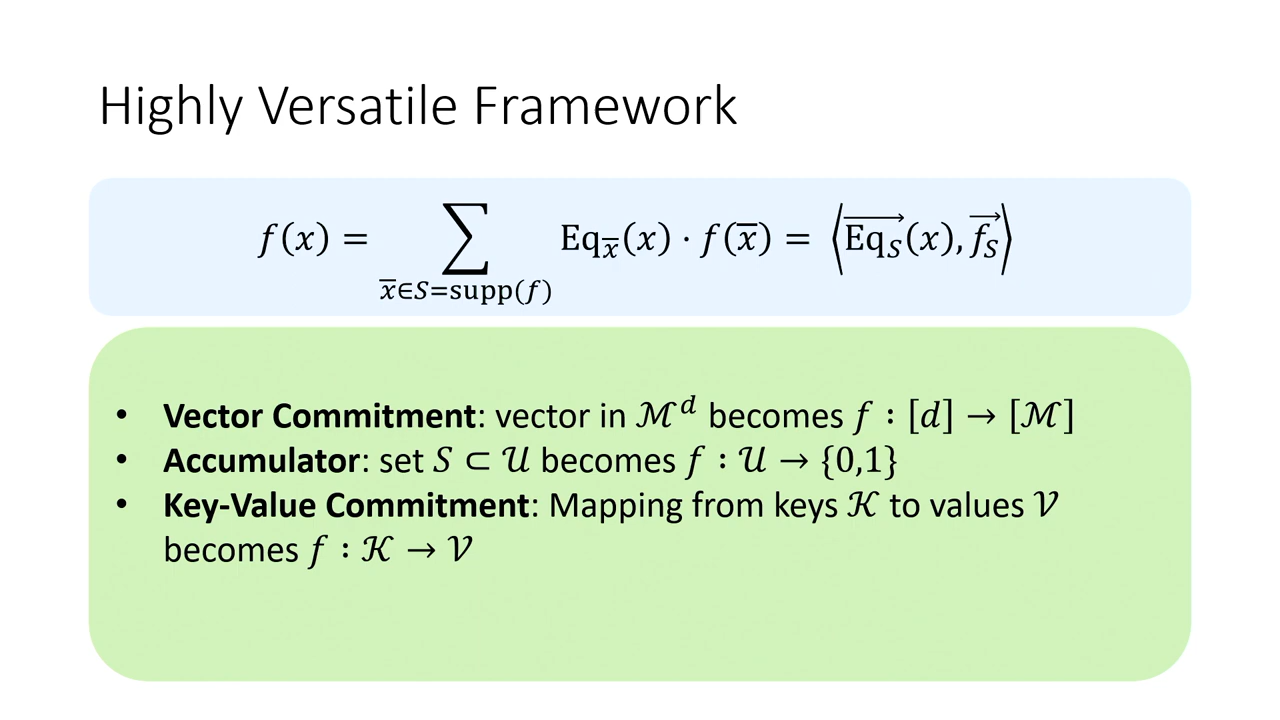 Highly Versatile Framework
f(x) = ∑ Eq_x̅(x) · f(x̅) = ⟨Eq_S⃗(x), f_S⃗⟩
x̅∈S=supp(f)
• Vector Commitment: vector in ℳ^d becomes f : [d] → [ℳ]
• Accumulator: set S ⊂ 𝒰 becomes f : 𝒰 → {0,1}
• Key-Value Commitment: Mapping from keys 𝒦 to values 𝒱
becomes f : 𝒦 → 𝒱